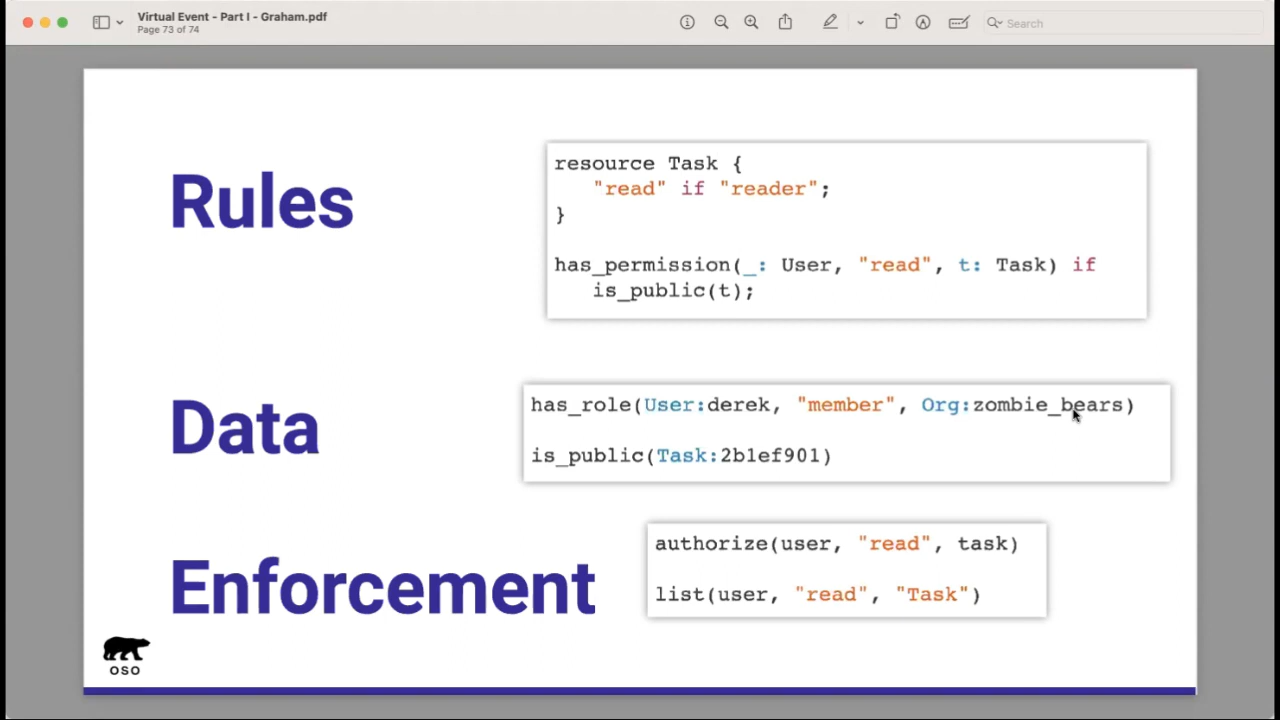 Virtual Event - Part I - Graham.pdf
Page 73 of 74
Search
Rules
resource Task {
"read" if "reader";
}
has_permission(_: User, "read", t: Task) if
is_public(t);
Data
has_role(User:derek, "member", Org:zombie_bears)
is_public(Task:2b1ef901)
Enforcement
authorize(user, "read", task)
list(user, "read", "Task")
OSO